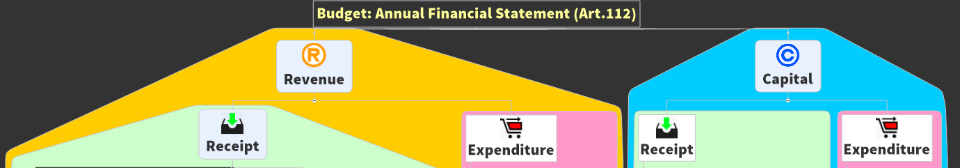 Budget: Annual Financial Statement (Art.112)
R
Revenue
C
Capital
Receipt
Expenditure
Receipt
Expenditure